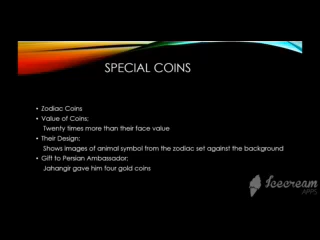 SPECIAL COINS
• Zodiac Coins
• Value of Coins;
Twenty times more than their face value
• Their Design;
Shows images of animal symbol from the zodiac set against the background
• Gift to Persian Ambassador;
Jahangir gave him four gold coins
Icecream
APPS